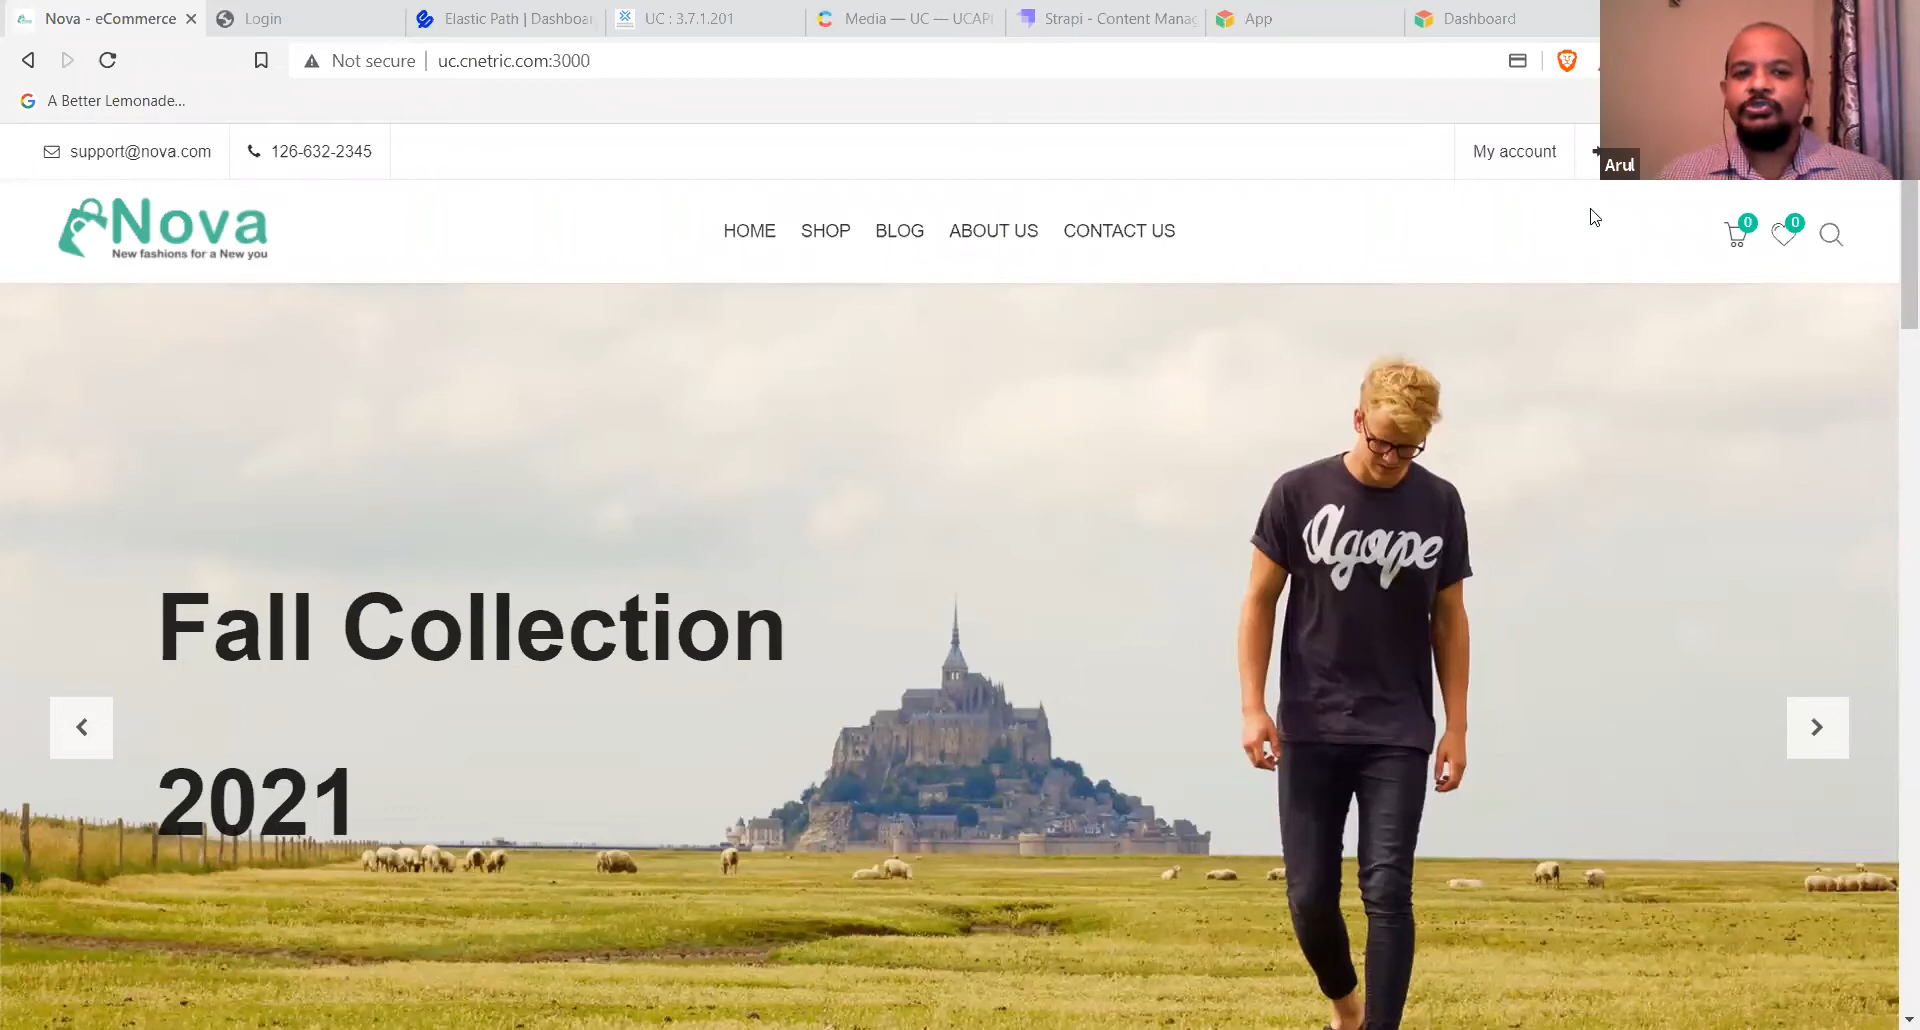 Nova - eCommerce
Login
Elastic Path | Dashboar
UC : 3.7.1.201
Media — UC — UCAPI
Strapi - Content Manag
App
Dashboard
Not secure
uc.cnetric.com:3000
A Better Lemonade...
support@nova.com
126-632-2345
My account
Arul
Nova
New fashions for a New you
HOME
SHOP
BLOG
ABOUT US
CONTACT US
0
0
Agape
Fall Collection
2021